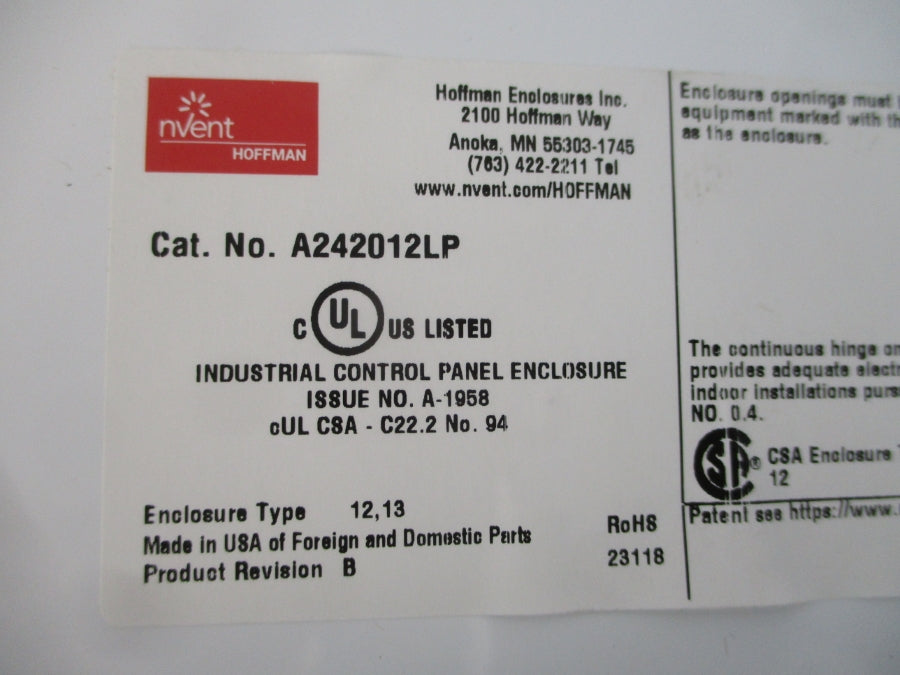 nvent
HOFFMAN
Hoffman Enclosures Inc.
2100 Hoffman Way
Anoka, MN 55303-1745
(763) 422-2211 Tel
www.nvent.com/HOFFMAN
Cat. No. A242012LP
C UL US LISTED
INDUSTRIAL CONTROL PANEL ENCLOSURE
ISSUE NO. A-1958
cUL CSA - C22.2 No. 94
Enclosure Type 12,13
Made in USA of Foreign and Domestic Parts
Product Revision B
RoHS
23118
Enclosure openings must
equipment marked with
as the enclosure.
The continuous hinge
provides adequate
indoor installations
NO. 0.4.
CSA ® CSA Enclosure
12
Patent see https://www.